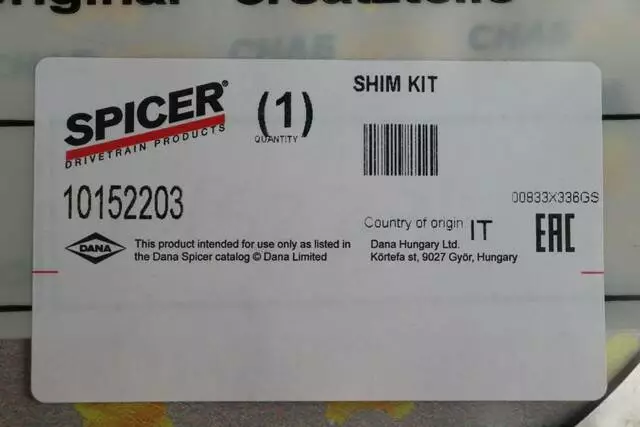 Original Ersatzteile
SPICER®
DRIVETRAIN PRODUCTS
(1)
QUANTITY
SHIM KIT
10152203
00833X336GS
Country of origin IT
EAC
DANA
This product intended for use only as listed in
the Dana Spicer catalog © Dana Limited
Dana Hungary Ltd.
Körtefa st, 9027 Győr, Hungary